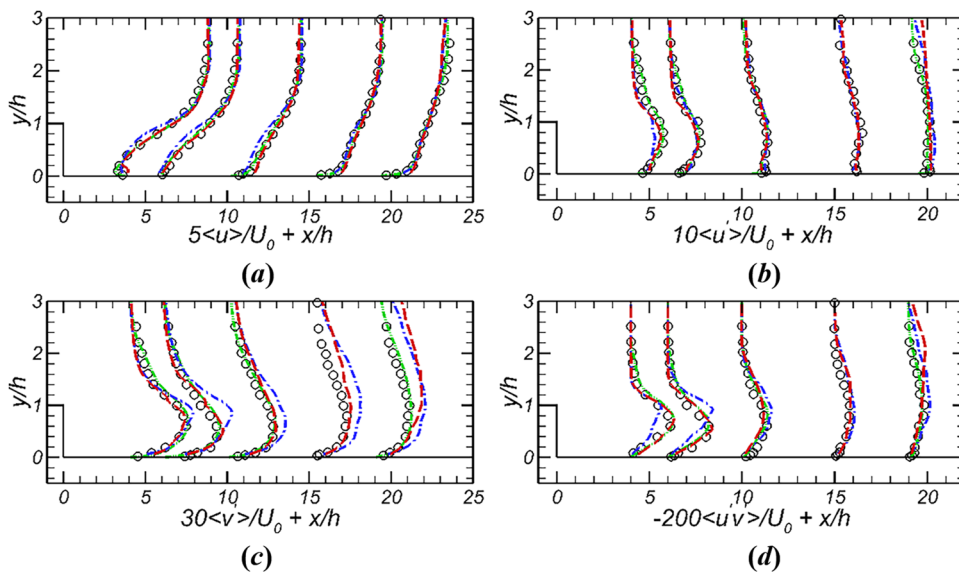 3
2
1
0
y/h
0 5 10 15 20 25
5<u>/U₀ + x/h
(a)
3
2
1
0
y/h
0 5 10 15 20
10<u'>/U₀ + x/h
(b)
3
2
1
0
y/h
0 5 10 15 20 25
30<v'>/U₀ + x/h
(c)
3
2
1
0
y/h
0 5 10 15 20
-200<u'v'>/U₀ + x/h
(d)